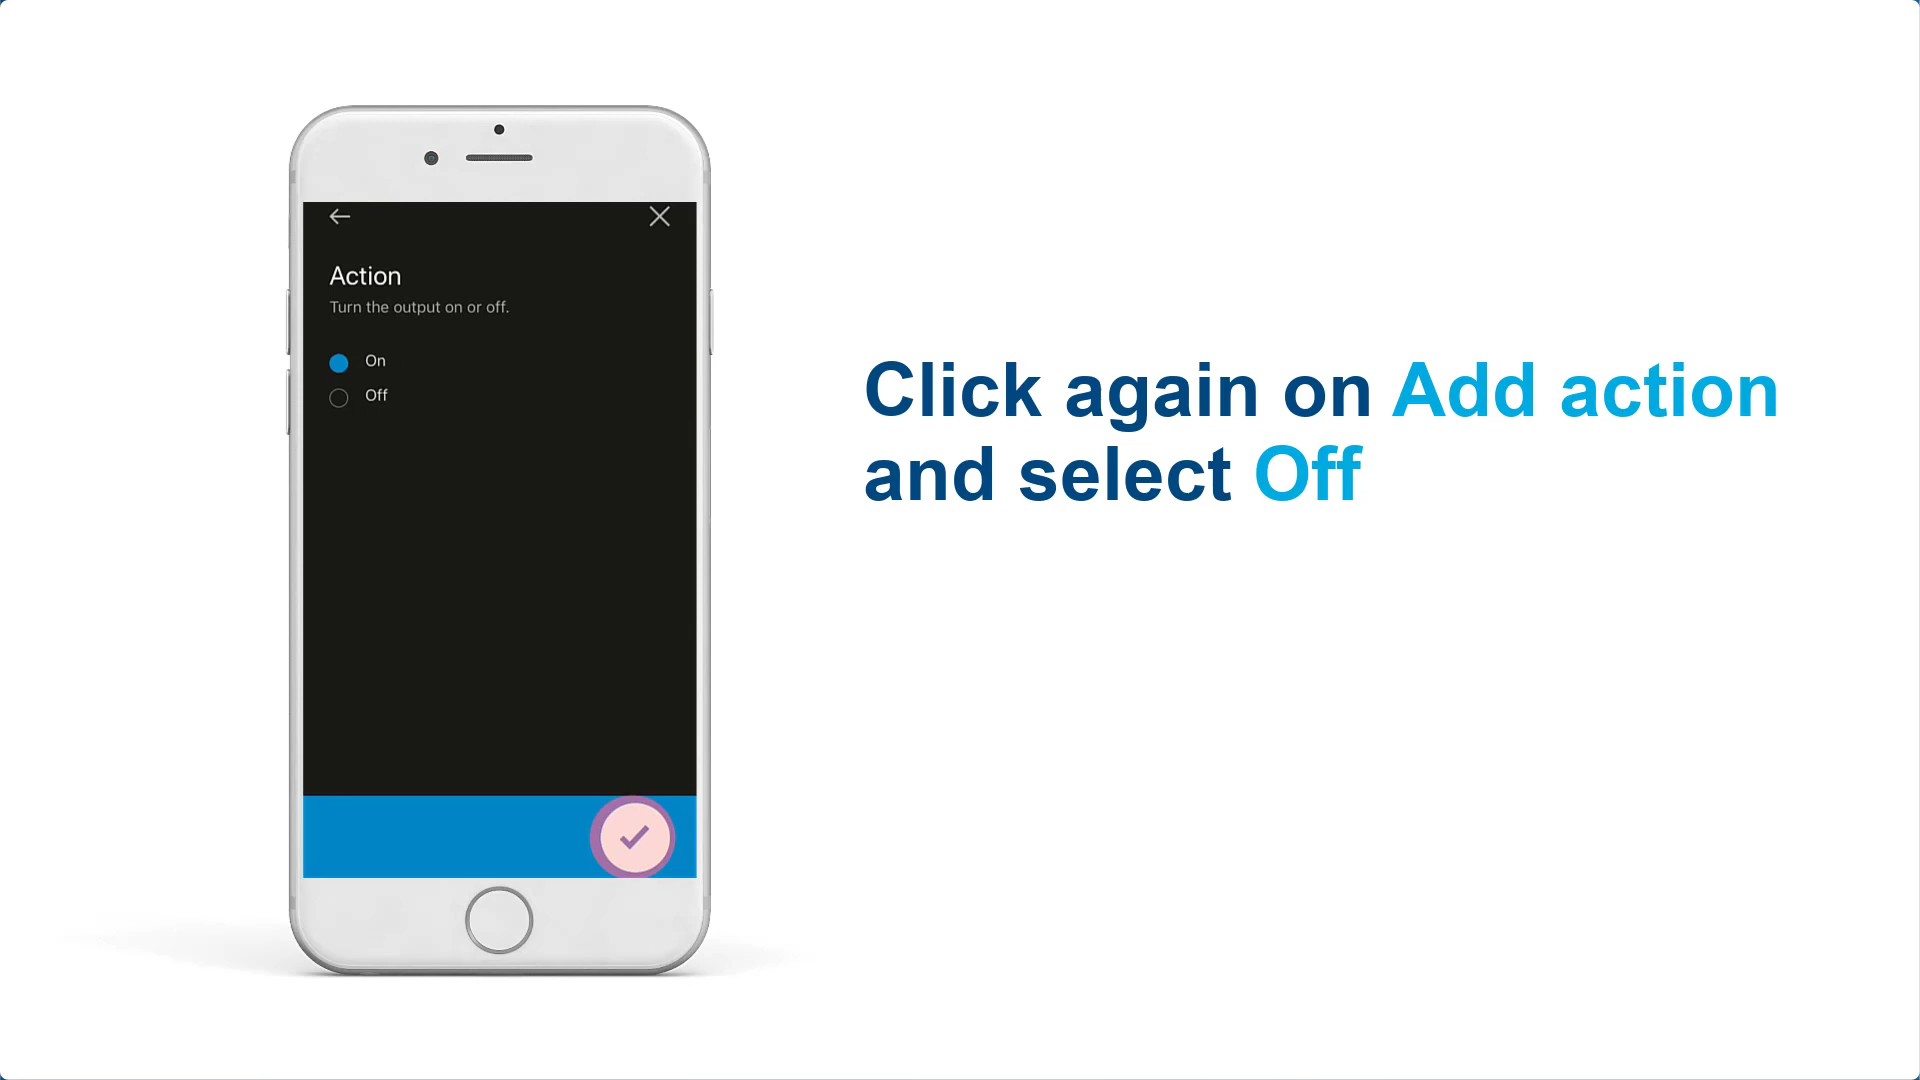 Action
Turn the output on or off.
On
Off
Click again on Add action
and select Off